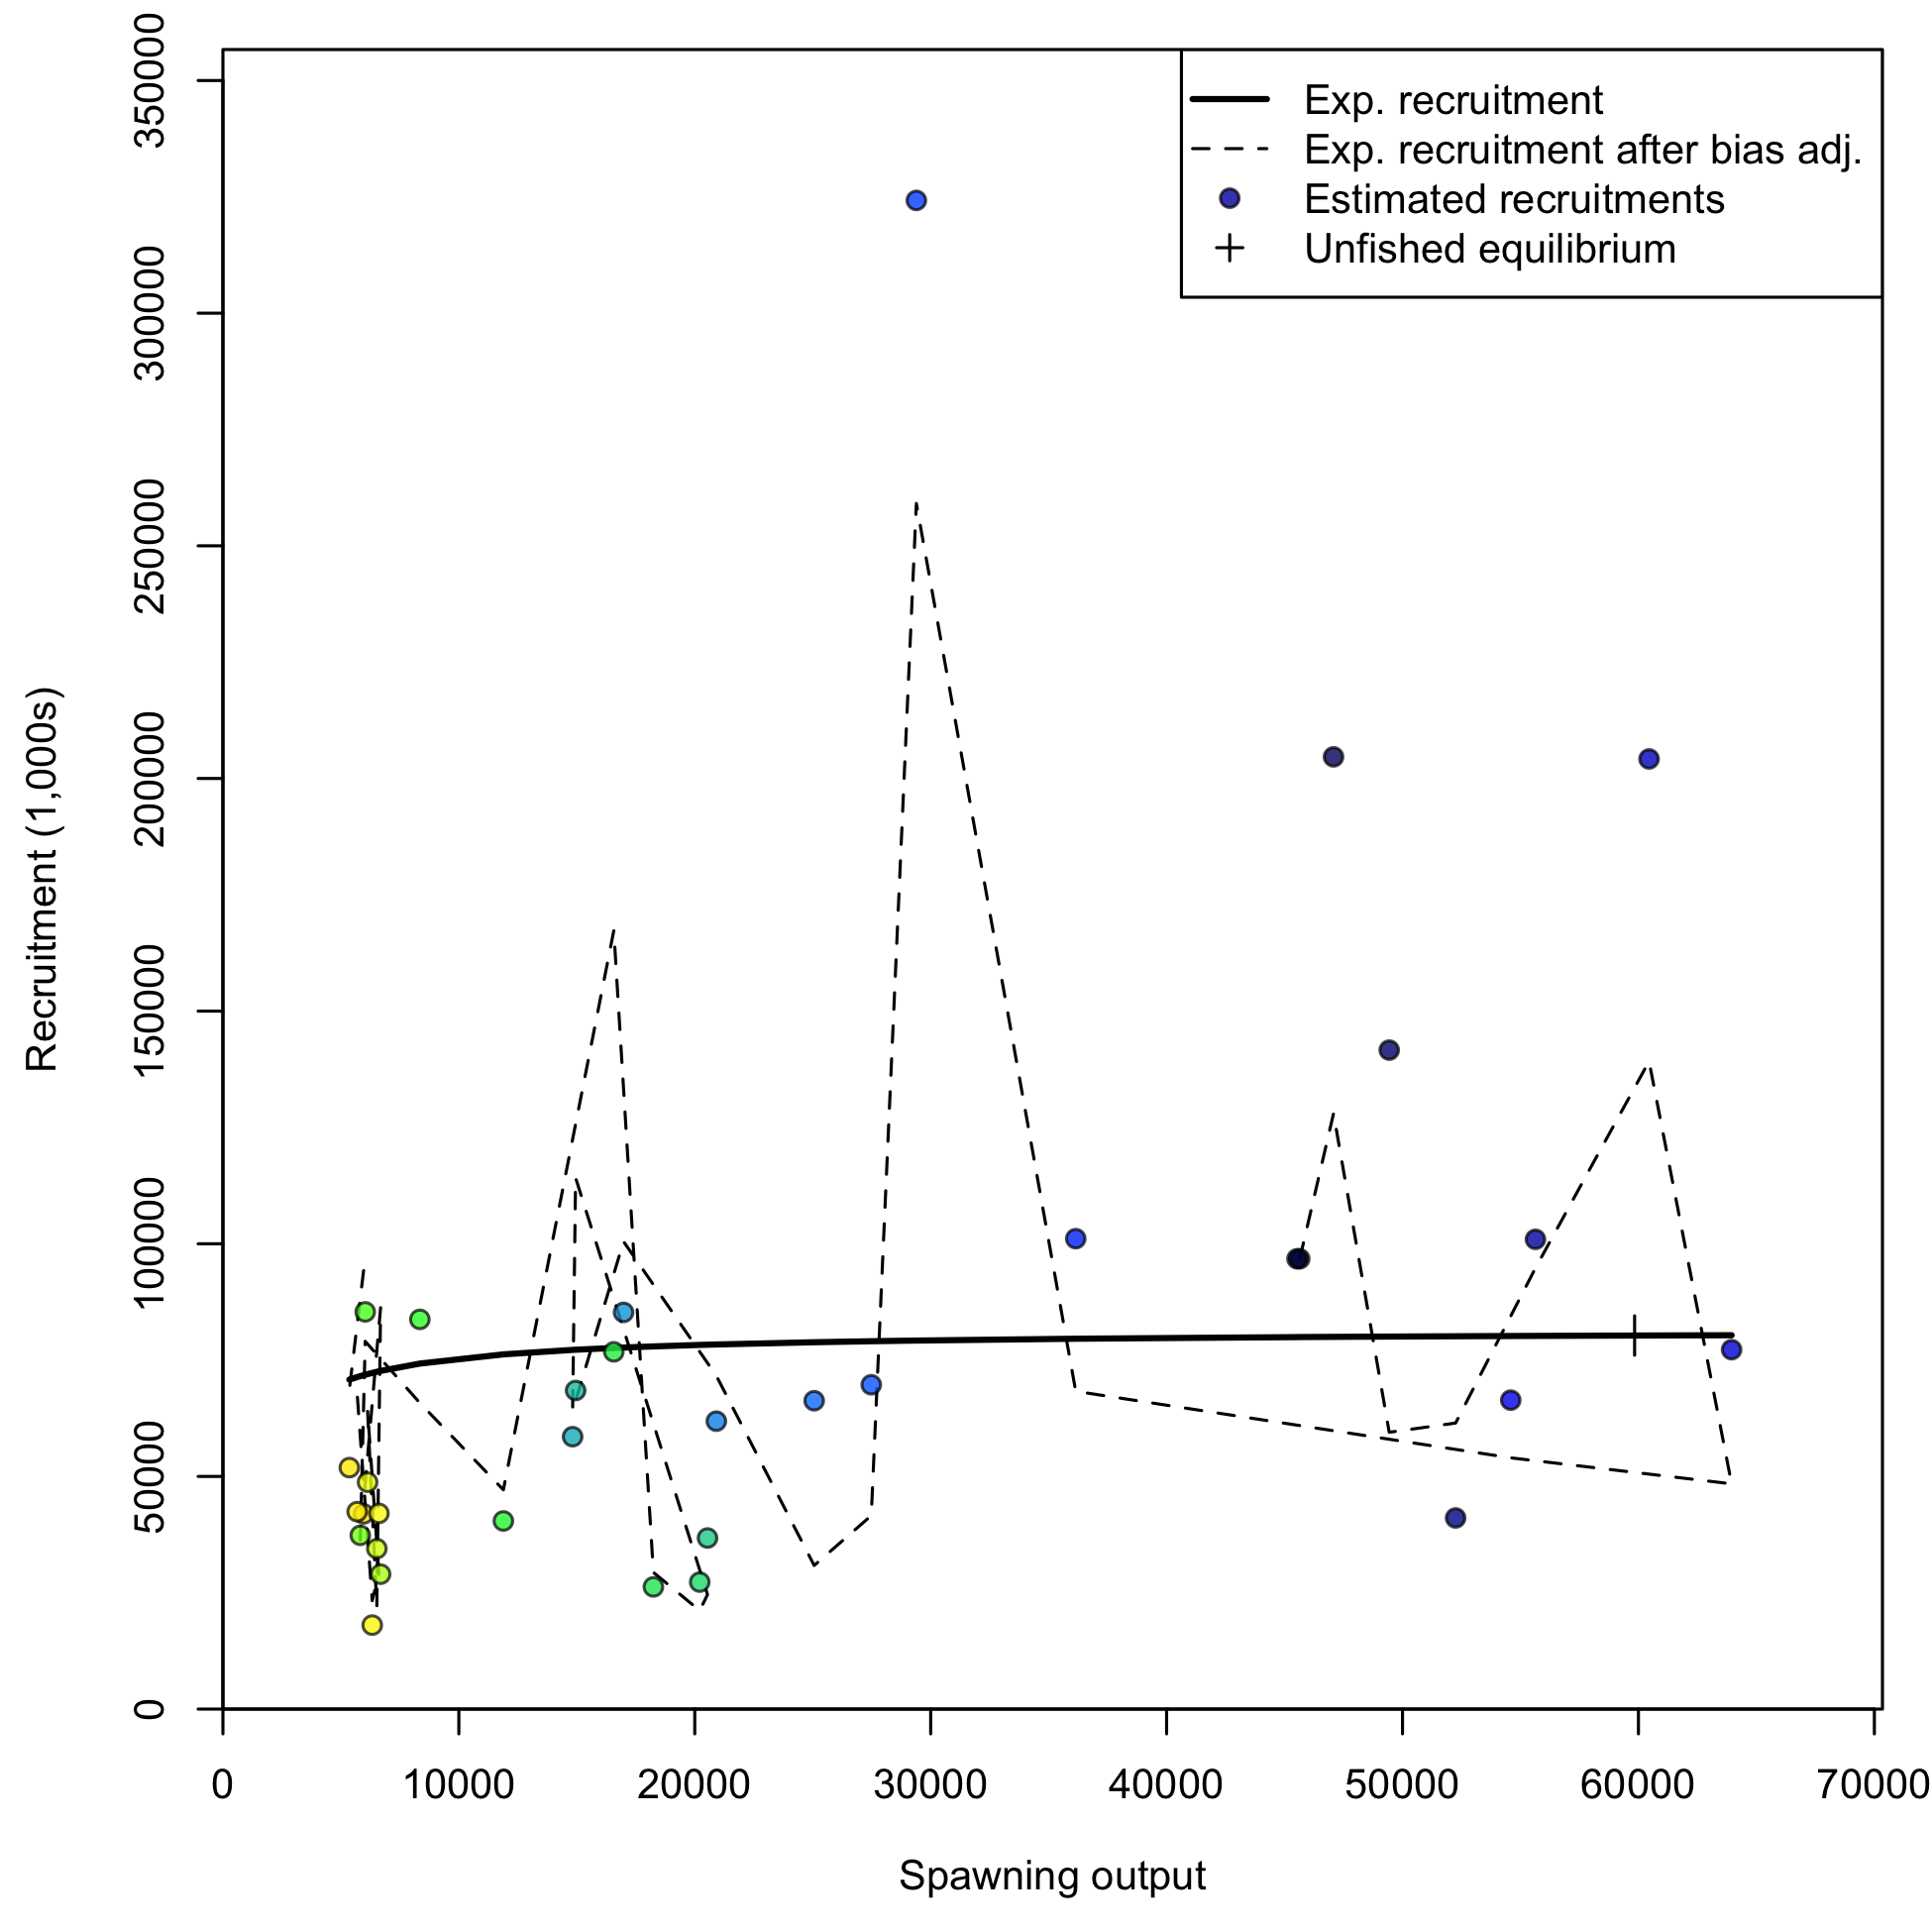 Exp. recruitment
Exp. recruitment after bias adj.
Estimated recruitments
Unfished equilibrium
350000
300000
250000
200000
150000
100000
50000
0
Recruitment (1,000s)
0 10000 20000 30000 40000 50000 60000 70000
Spawning output